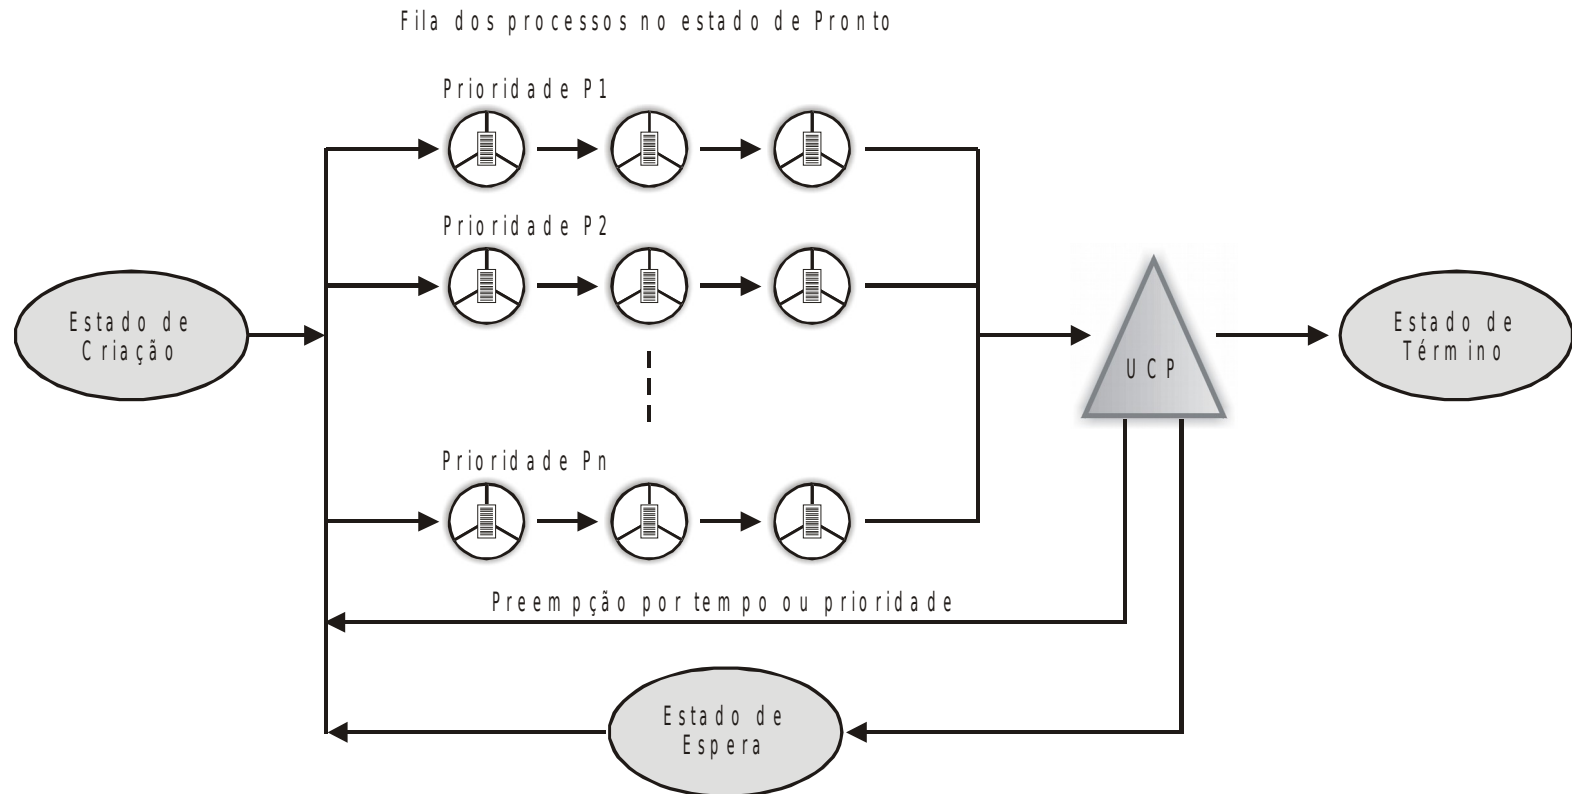 Fila dos processos no estado de Pronto
Prioridade P1
Prioridade P2
Estado de
Criação
UCP
Estado de
Término
Prioridade Pn
Preempção por tempo ou prioridade
Estado de
Espera